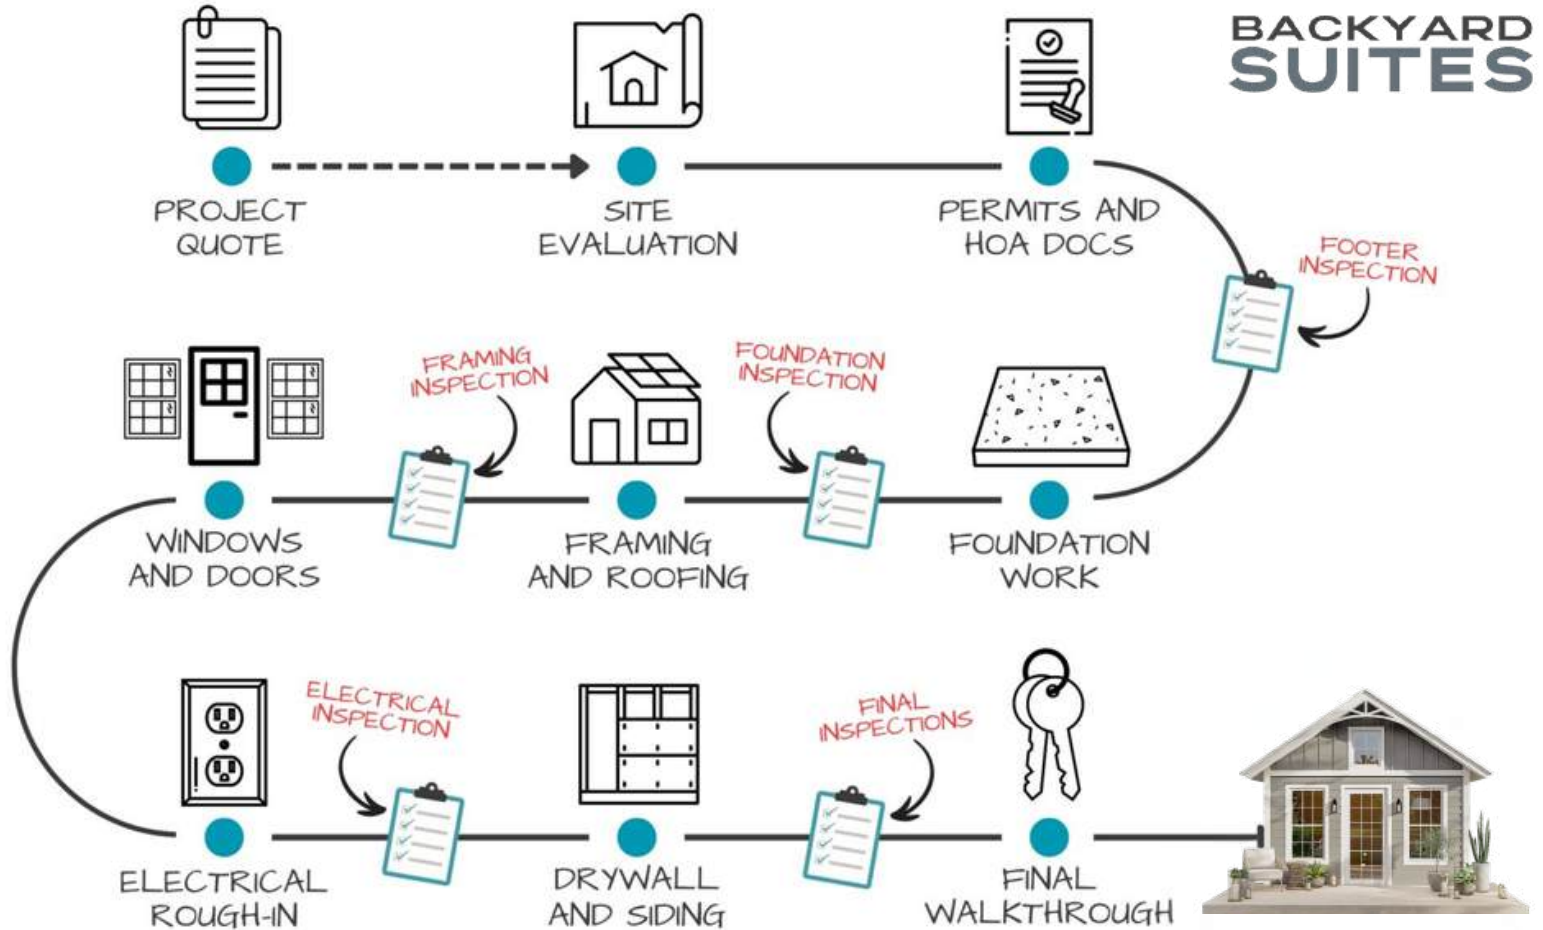 BACKYARD
SUITES
PROJECT
QUOTE
SITE
EVALUATION
PERMITS AND
HOA DOCS
FOOTER
INSPECTION
FOUNDATION
WORK
FOUNDATION
INSPECTION
FRAMING
AND ROOFING
FRAMING
INSPECTION
WINDOWS
AND DOORS
ELECTRICAL
ROUGH-IN
ELECTRICAL
INSPECTION
DRYWALL
AND SIDING
FINAL
INSPECTIONS
FINAL
WALKTHROUGH